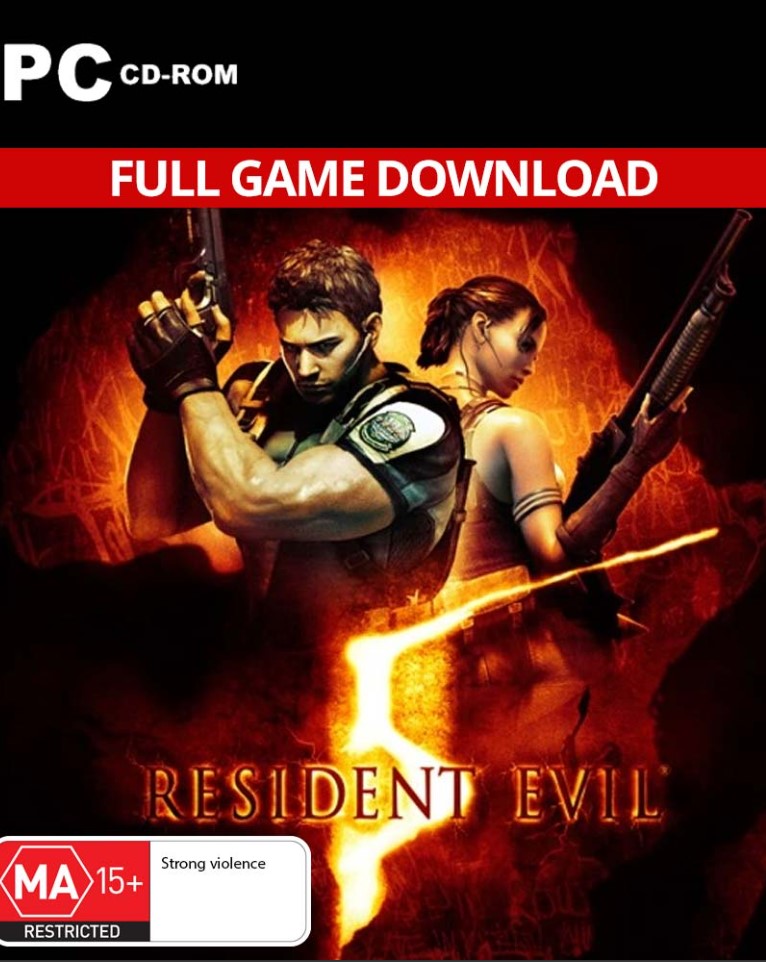 PC CD-ROM
FULL GAME DOWNLOAD
5
RESIDENT EVIL
MA 15+
Strong violence
RESTRICTED